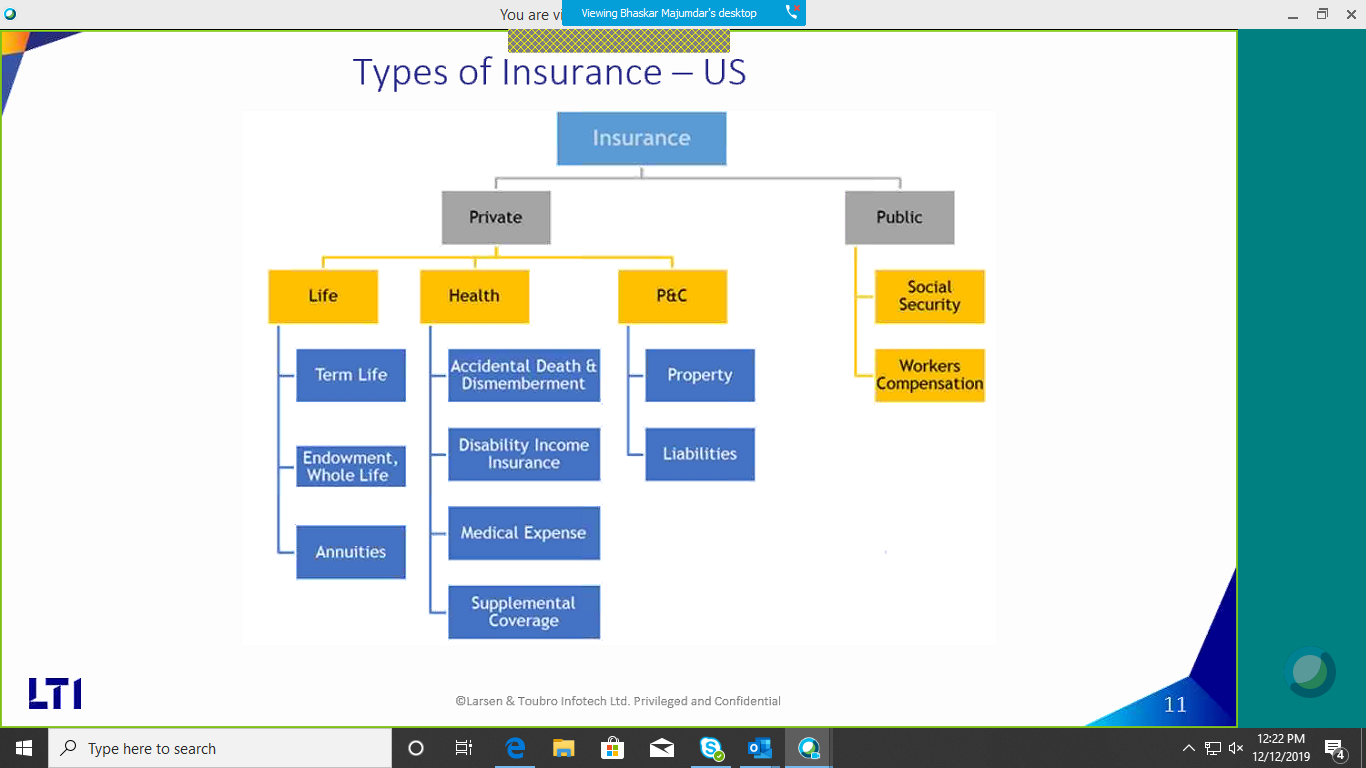 You are vi
Viewing Bhaskar Majumdar's desktop
Types of Insurance – US
Insurance
Private
Public
Life
Health
P&C
Social
Security
Term Life
Accidental Death &
Dismemberment
Property
Workers
Compensation
Endowment,
Whole Life
Disability Income
Insurance
Liabilities
Annuities
Medical Expense
Supplemental
Coverage
LTI
©Larsen & Toubro Infotech Ltd. Privileged and Confidential
11
Type here to search
12:22 PM
12/12/2019
4